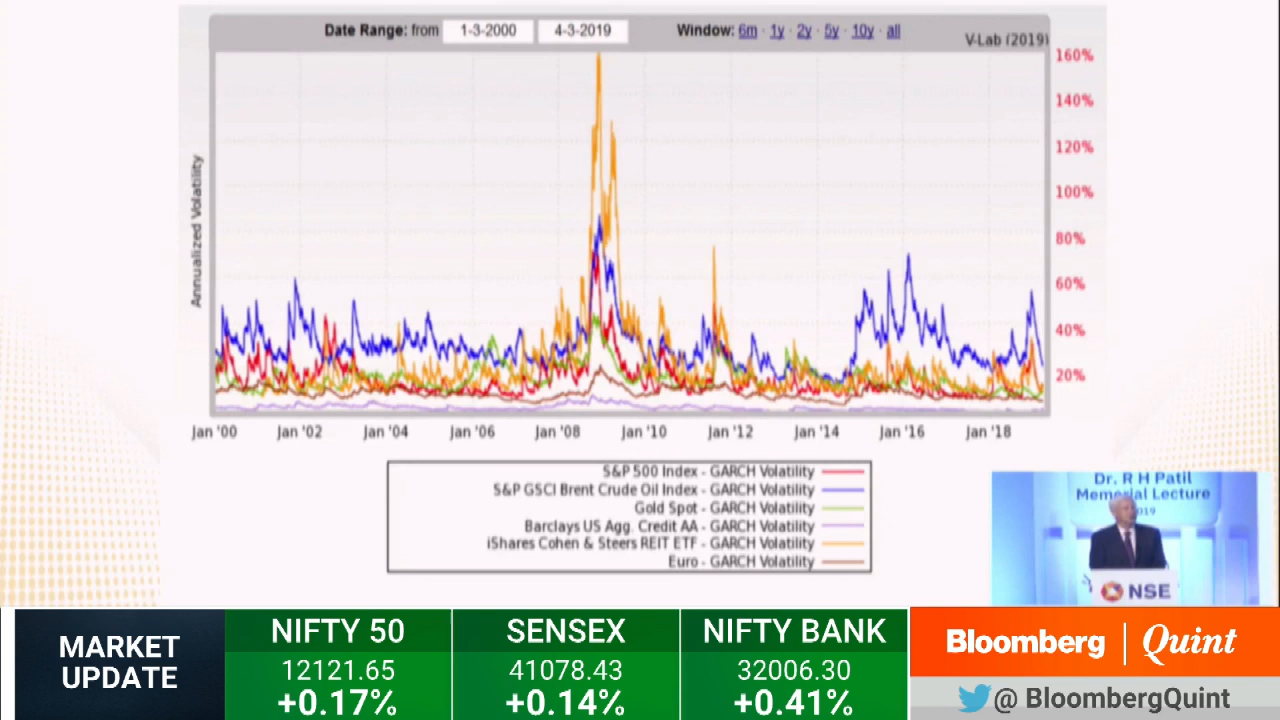 Date Range: from 1-3-2000 4-3-2019 Window: 6m · 1y · 2y · 5y · 10y · all
V-Lab (2019)
160%
140%
120%
100%
80%
60%
40%
20%
Annualized Volatility
Jan '00 Jan '02 Jan '04 Jan '06 Jan '08 Jan '10 Jan '12 Jan '14 Jan '16 Jan '18
S&P 500 Index - GARCH Volatility
S&P GSCI Brent Crude Oil Index - GARCH Volatility
Gold Spot - GARCH Volatility
Barclays US Agg. Credit AA - GARCH Volatility
iShares Cohen & Steers REIT ETF - GARCH Volatility
Euro - GARCH Volatility
Dr. R H Patil
Memorial Lecture
2019
NSE
MARKET
UPDATE
NIFTY 50
12121.65
+0.17%
SENSEX
41078.43
+0.14%
NIFTY BANK
32006.30
+0.41%
Bloomberg | Quint
@ BloombergQuint